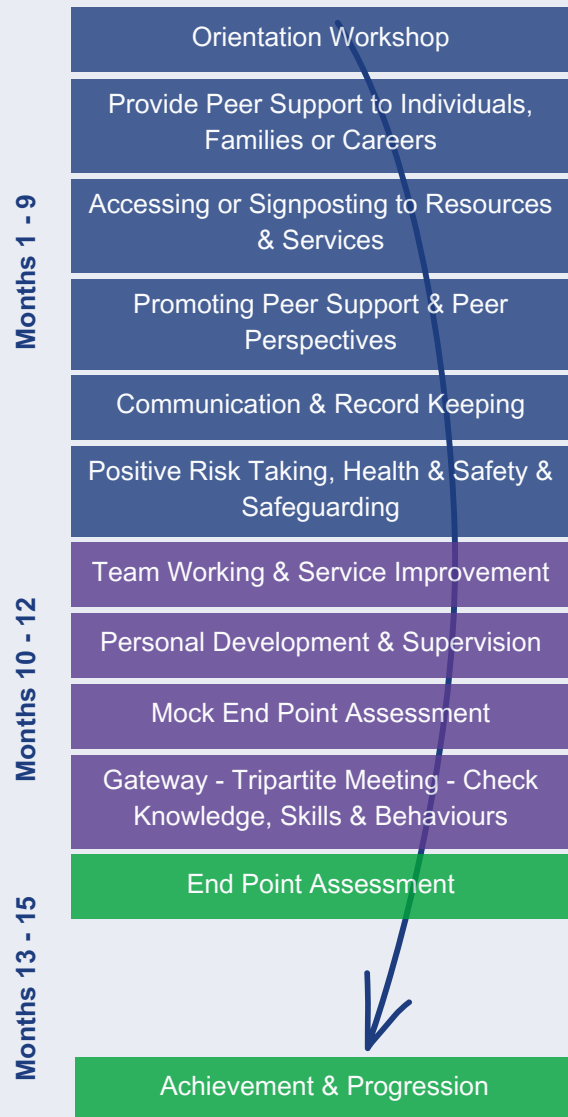 Orientation Workshop
Provide Peer Support to Individuals,
Families or Careers
Months 1 - 9
Accessing or Signposting to Resources
& Services
Promoting Peer Support & Peer
Perspectives
Communication & Record Keeping
Positive Risk Taking, Health & Safety &
Safeguarding
Months 10 - 12
Team Working & Service Improvement
Personal Development & Supervision
Mock End Point Assessment
Gateway - Tripartite Meeting - Check
Knowledge, Skills & Behaviours
Months 13 - 15
End Point Assessment
Achievement & Progression